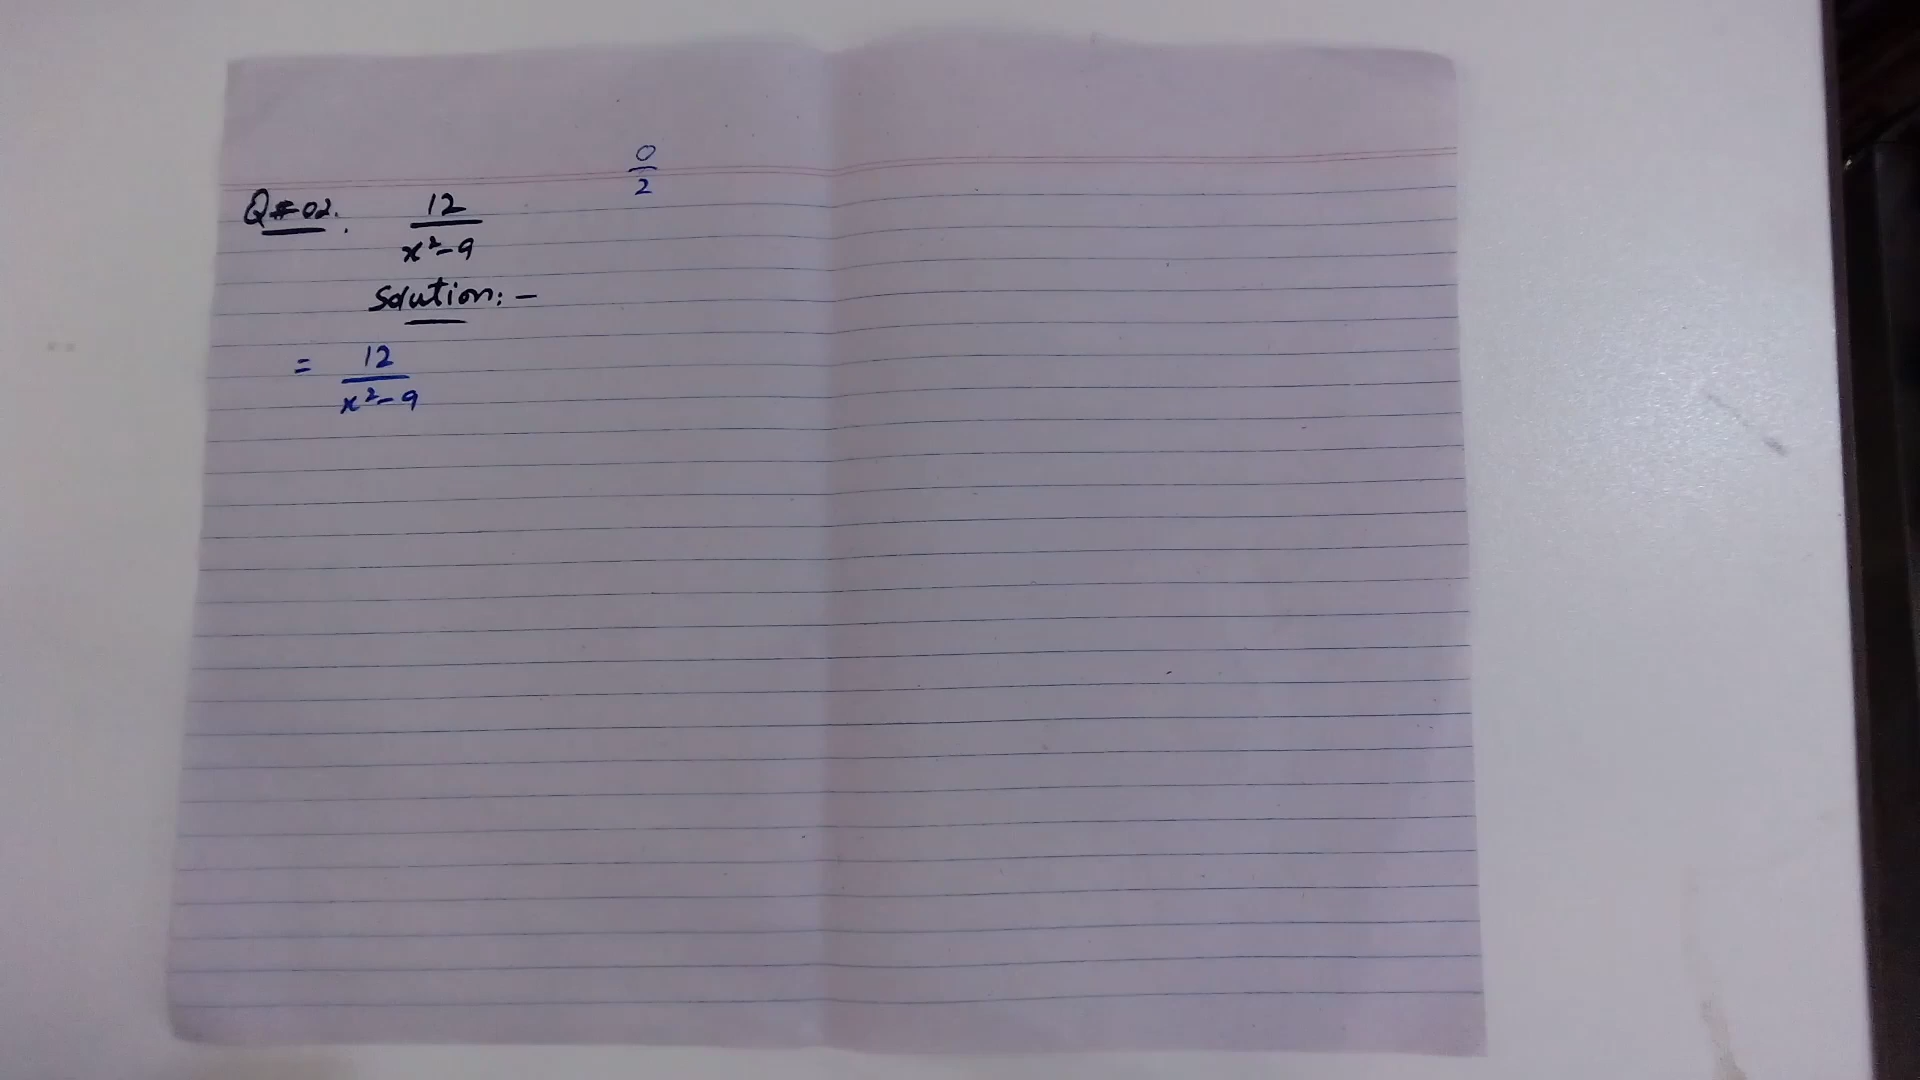 0/2
Q#02. 12/(x²-9)
Solution:-
= 12/(x²-9)